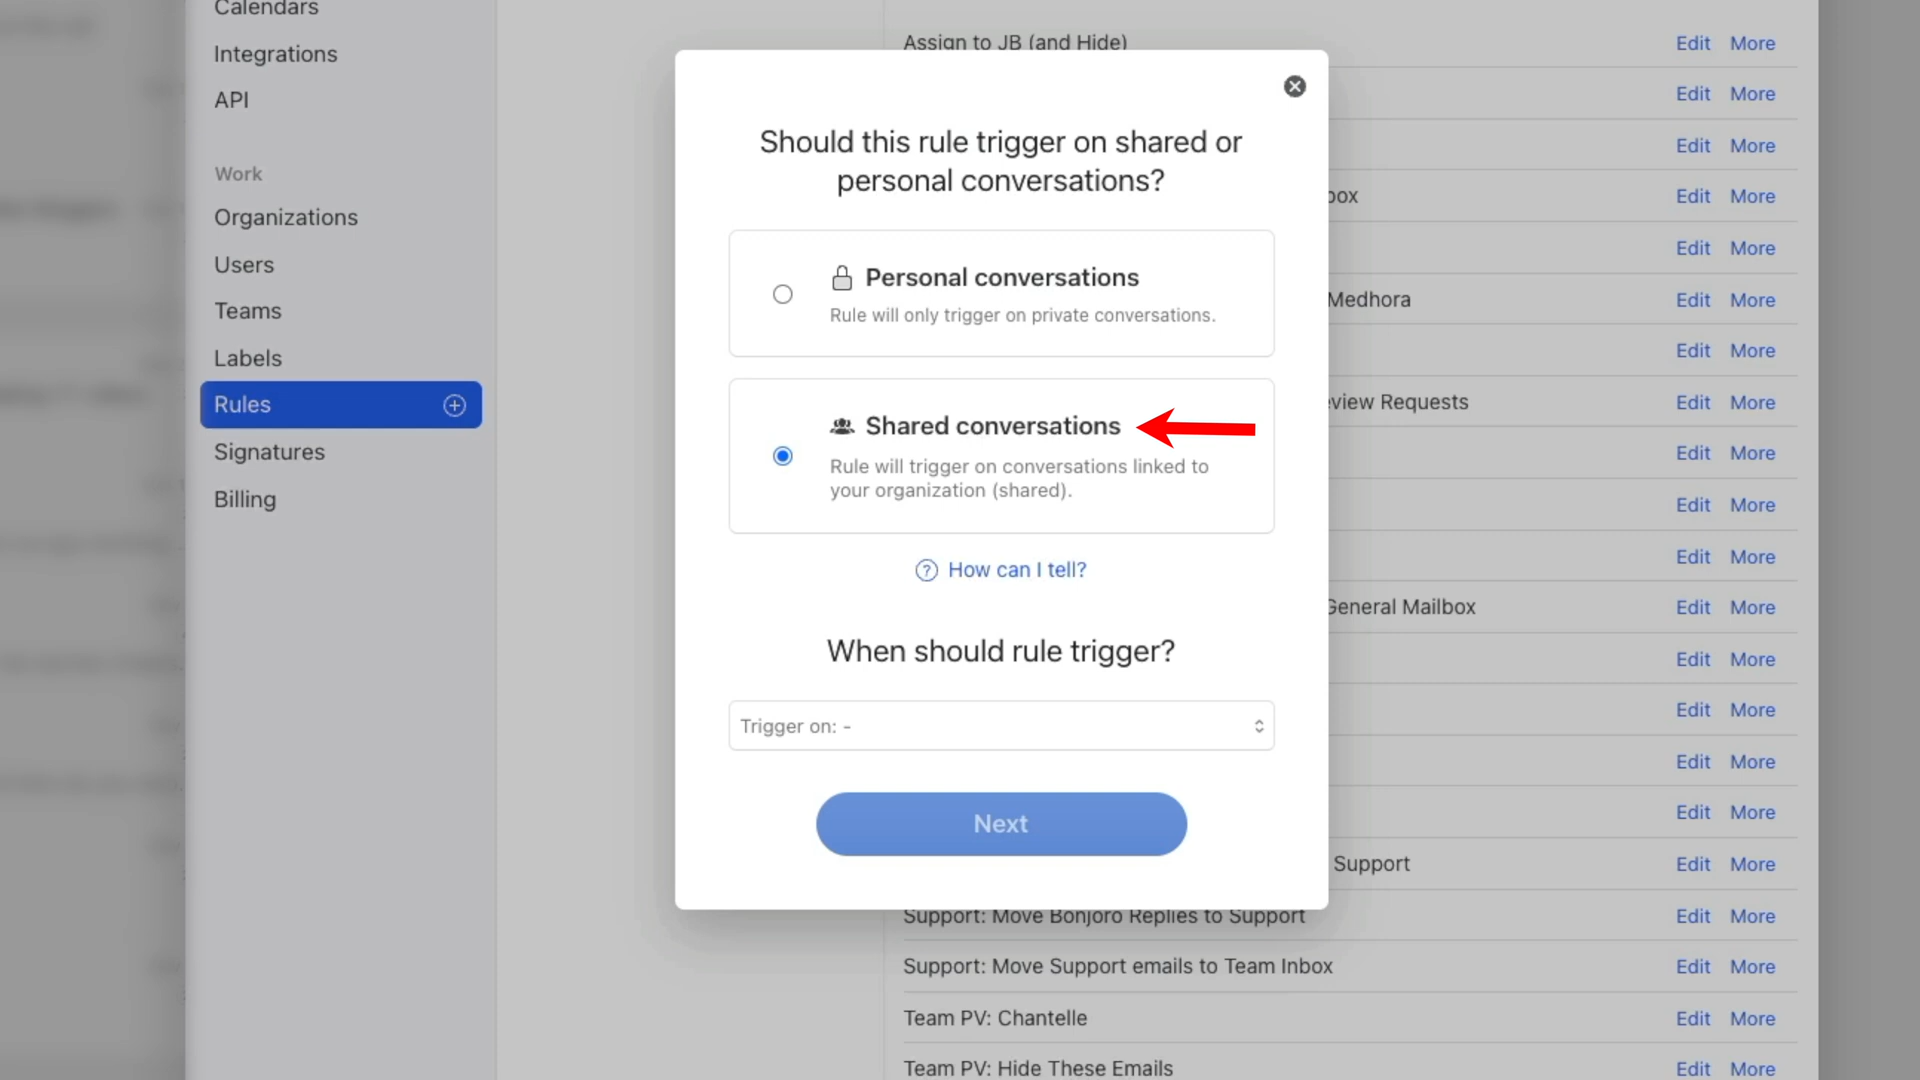 Calendars
Integrations
API
Work
Organizations
Users
Teams
Labels
Rules
Signatures
Billing
Should this rule trigger on shared or
personal conversations?
Personal conversations
Rule will only trigger on private conversations.
Shared conversations
Rule will trigger on conversations linked to
your organization (shared).
? How can I tell?
When should rule trigger?
Trigger on: -
Next
Assign to JB (and Hide) Edit More
Edit More
Edit More
box Edit More
Edit More
Medhora Edit More
Edit More
view Requests Edit More
Edit More
Edit More
Edit More
General Mailbox Edit More
Edit More
Edit More
Edit More
Edit More
Support Edit More
Support: Move Bonjoro Replies to Support Edit More
Support: Move Support emails to Team Inbox Edit More
Team PV: Chantelle Edit More
Team PV: Hide These Emails Edit More